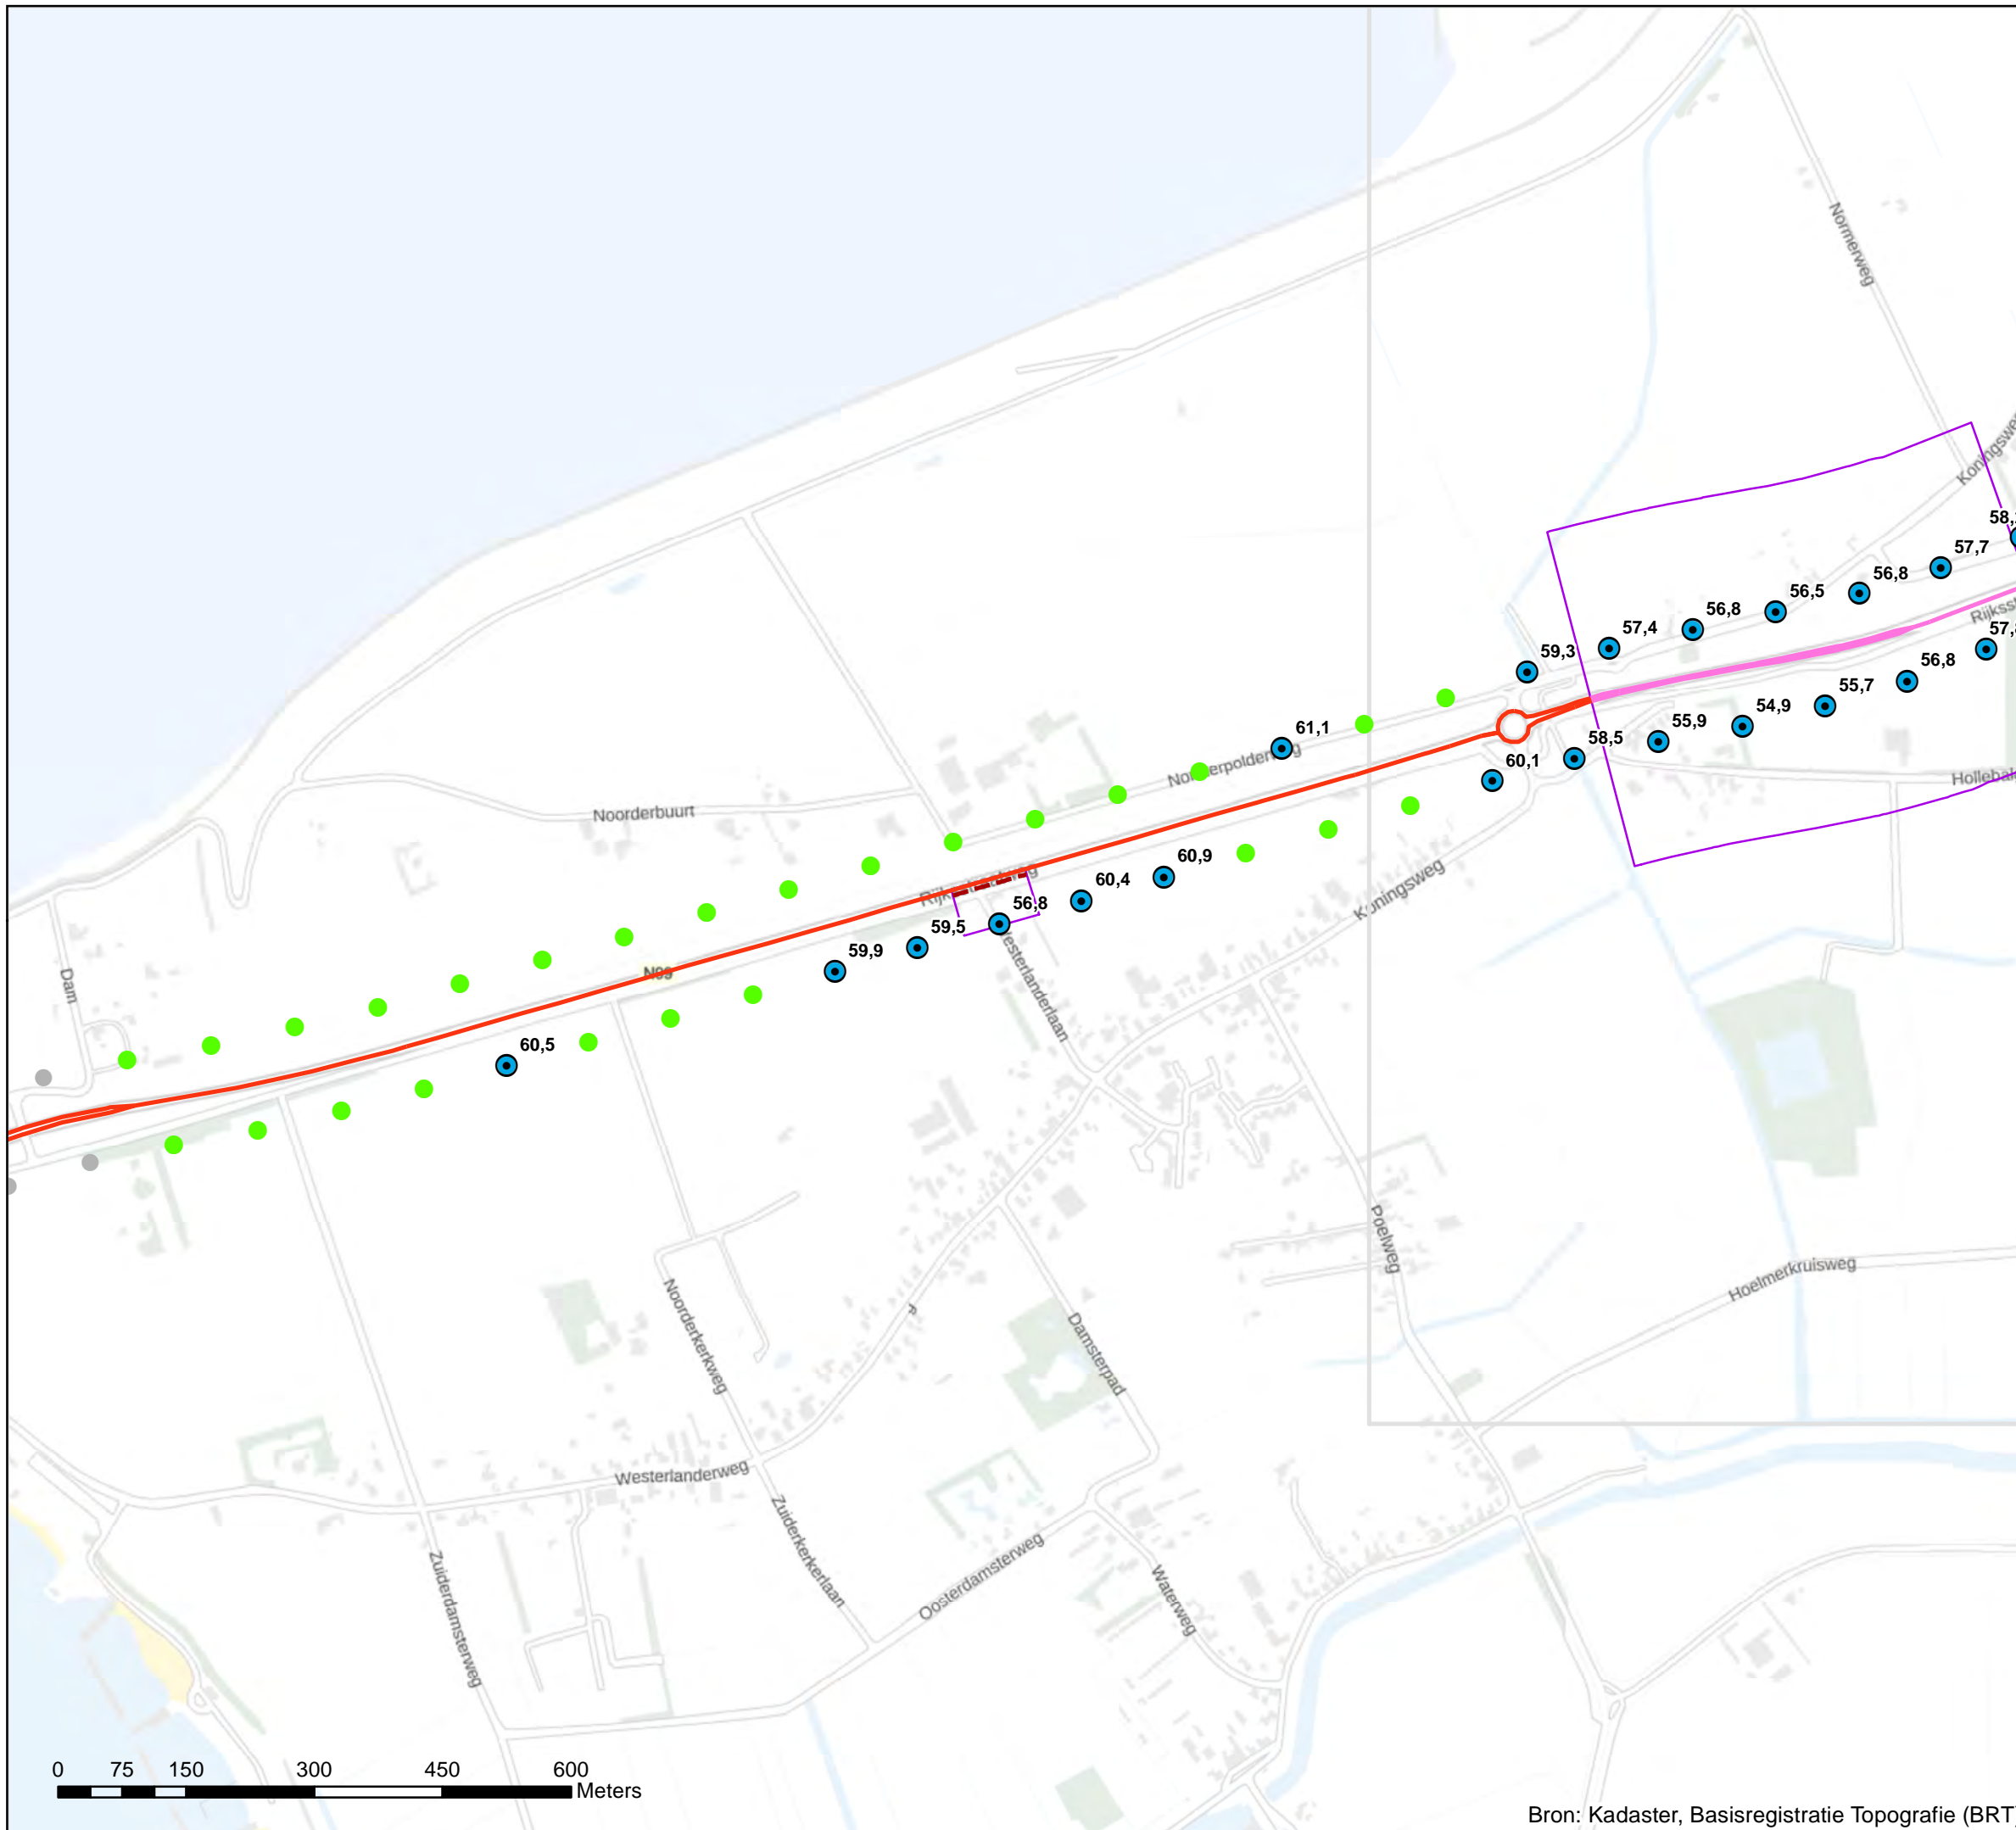 Normerweg
58,
57,7
56,8
56,5
56,8
57,4
59,3
57,
56,8
55,7
54,9
55,9
58,5
60,1
61,1
Noorderbuurt
Koningsweg
60,9
60,4
56,8
59,5
59,9
Westerlanderlaan
N99
Dam
60,5
Poelweg
Hoelmerkruisweg
Noorderkerkweg
Damsterpad
Westerlanderweg
Zuiderkerkerlaan
Oosterdamsterweg
Zuiderdamsterweg
Waterweg
0 75 150 300 450 600
Meters
Bron: Kadaster, Basisregistratie Topografie (BRT